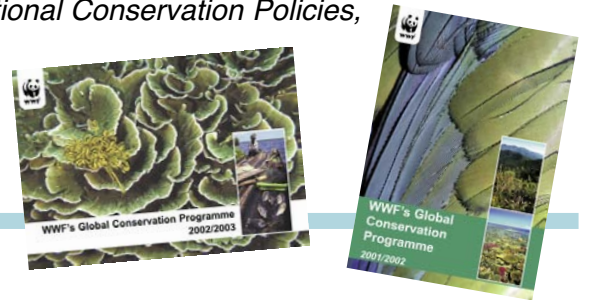 tional Conservation Policies,
WWF
WWF's Global Conservation Programme
2002/2003
WWF
WWF's Global
Conservation
Programme
2001/2002